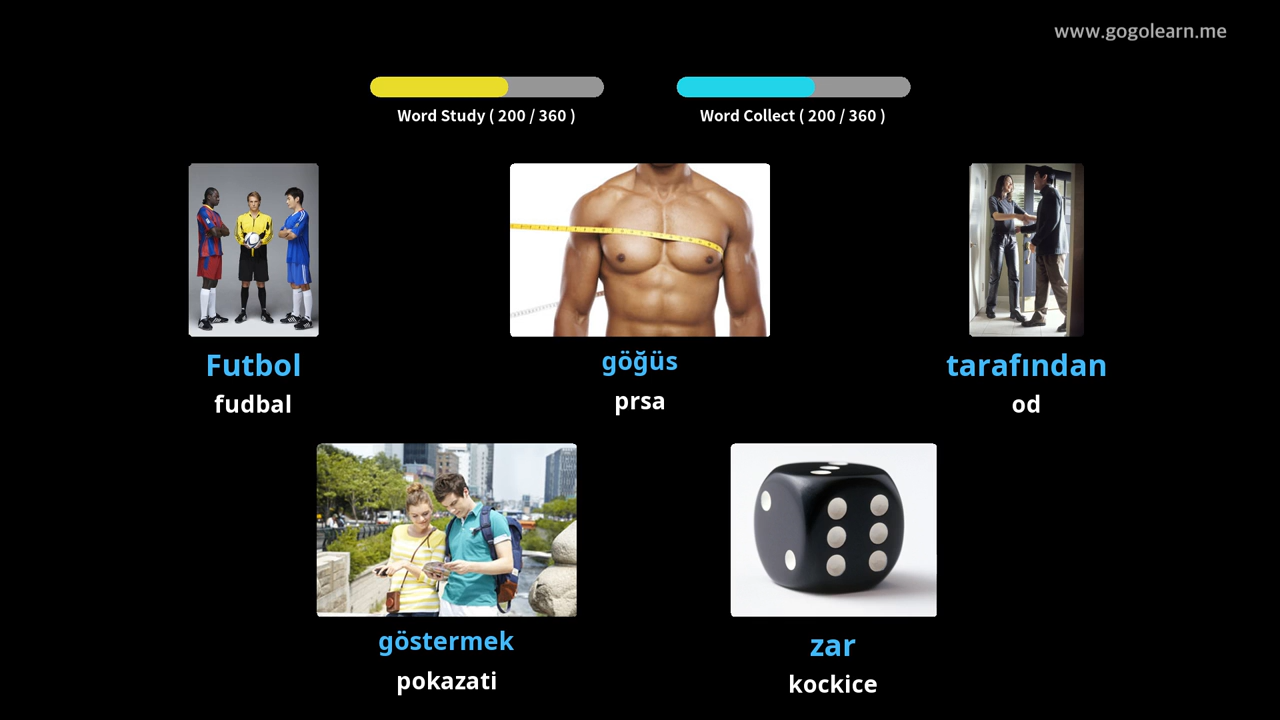 www.gogolearn.me
Word Study ( 200 / 360 )
Word Collect ( 200 / 360 )
Futbol
fudbal
göğüs
prsa
tarafından
od
göstermek
pokazati
zar
kockice